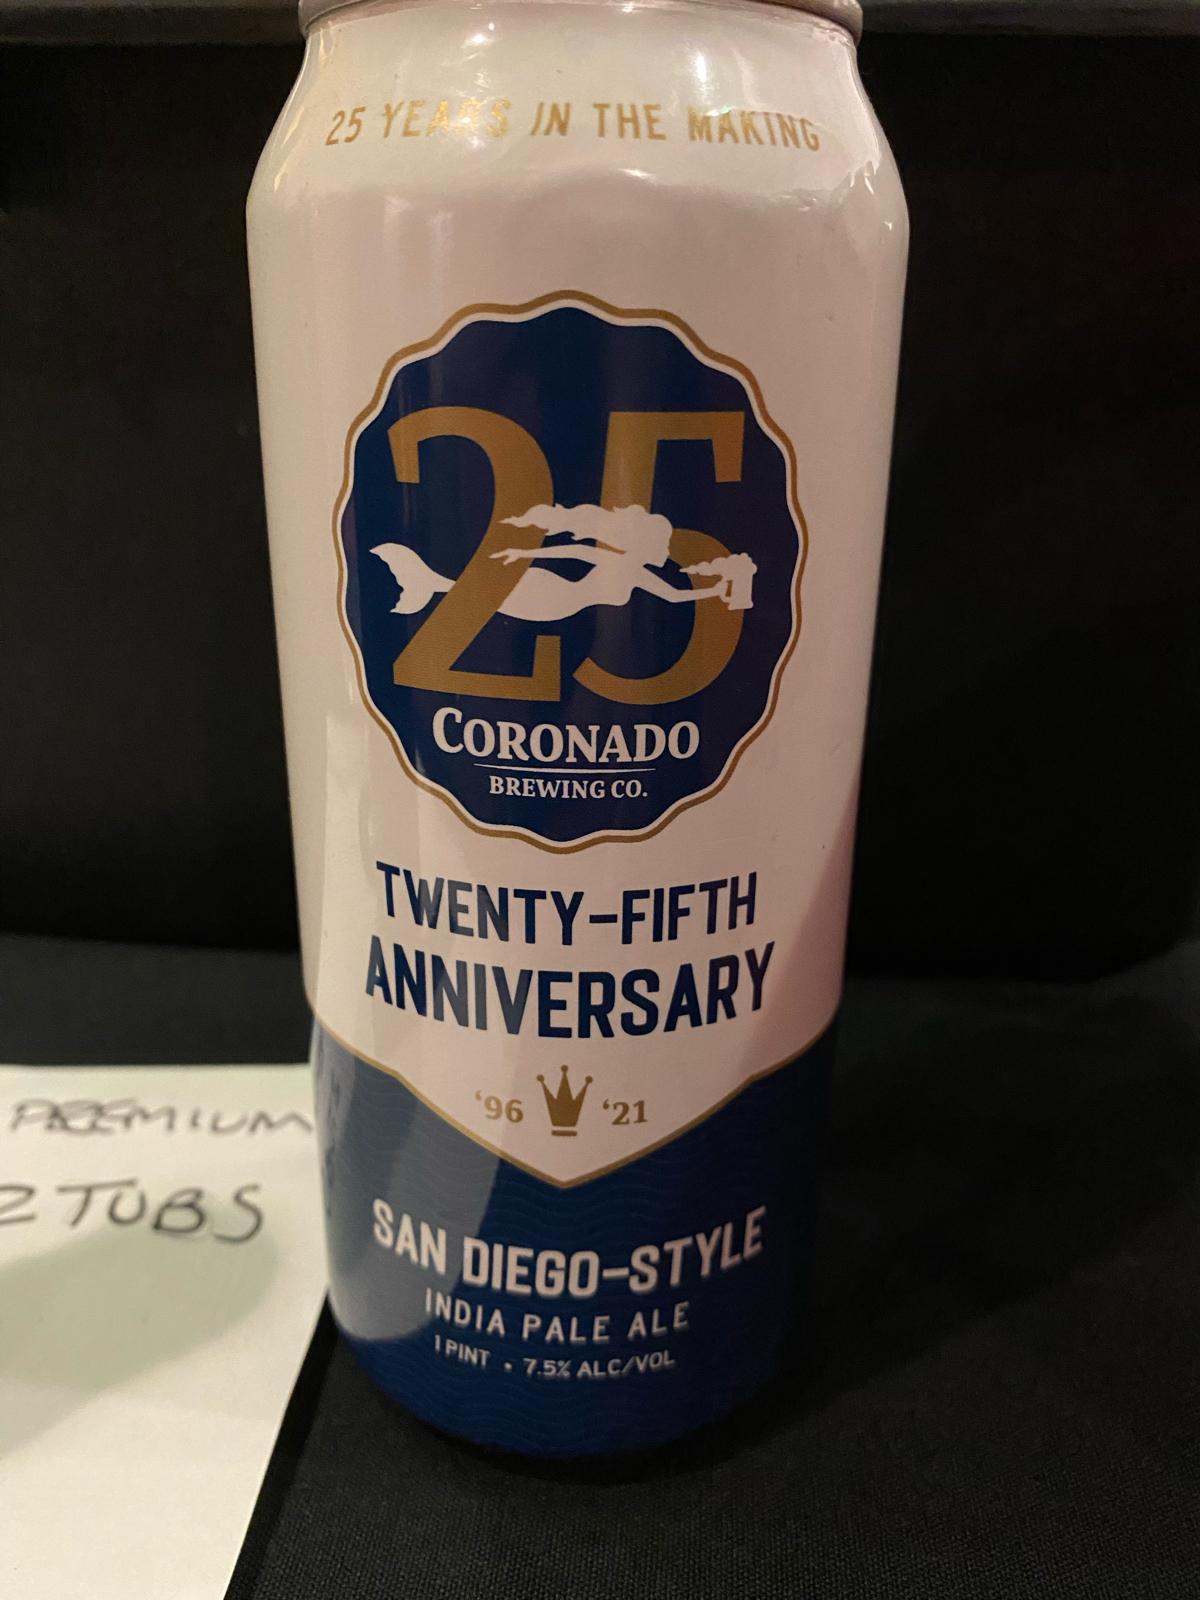 25 YEARS IN THE MAKING
25
CORONADO
BREWING CO.
TWENTY-FIFTH
ANNIVERSARY
'96 '21
SAN DIEGO-STYLE
INDIA PALE ALE
1 PINT • 7.5% ALC/VOL
PREMIUM
2 TUBS